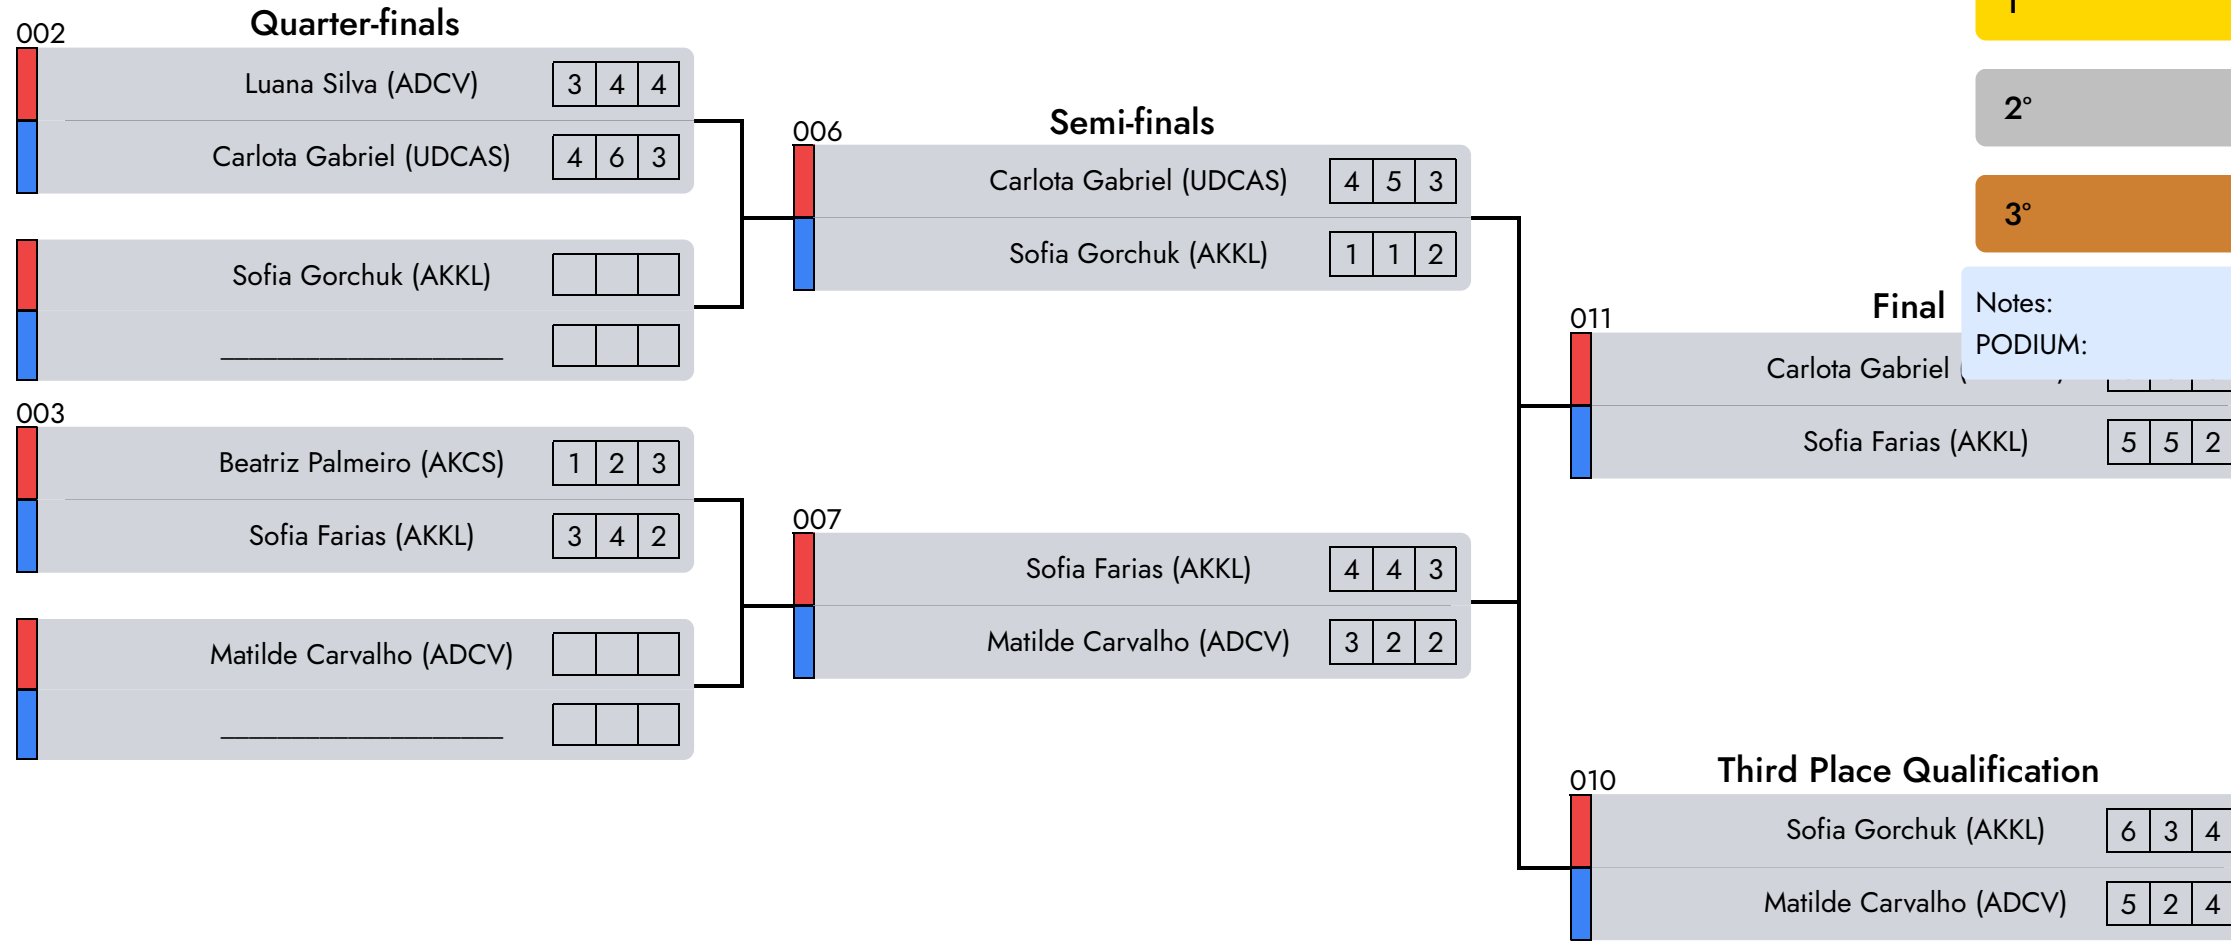 Quarter-finals
002
Luana Silva (ADCV) 3 4 4
Carlota Gabriel (UDCAS) 4 6 3
Sofia Gorchuk (AKKL)
____________________
003
Beatriz Palmeiro (AKCS) 1 2 3
Sofia Farias (AKKL) 3 4 2
Matilde Carvalho (ADCV)
____________________
Semi-finals
006
Carlota Gabriel (UDCAS) 4 5 3
Sofia Gorchuk (AKKL) 1 1 2
007
Sofia Farias (AKKL) 4 4 3
Matilde Carvalho (ADCV) 3 2 2
2°
3°
Notes:
PODIUM:
Final
011
Carlota Gabriel
Sofia Farias (AKKL) 5 5 2
Third Place Qualification
010
Sofia Gorchuk (AKKL) 6 3 4
Matilde Carvalho (ADCV) 5 2 4